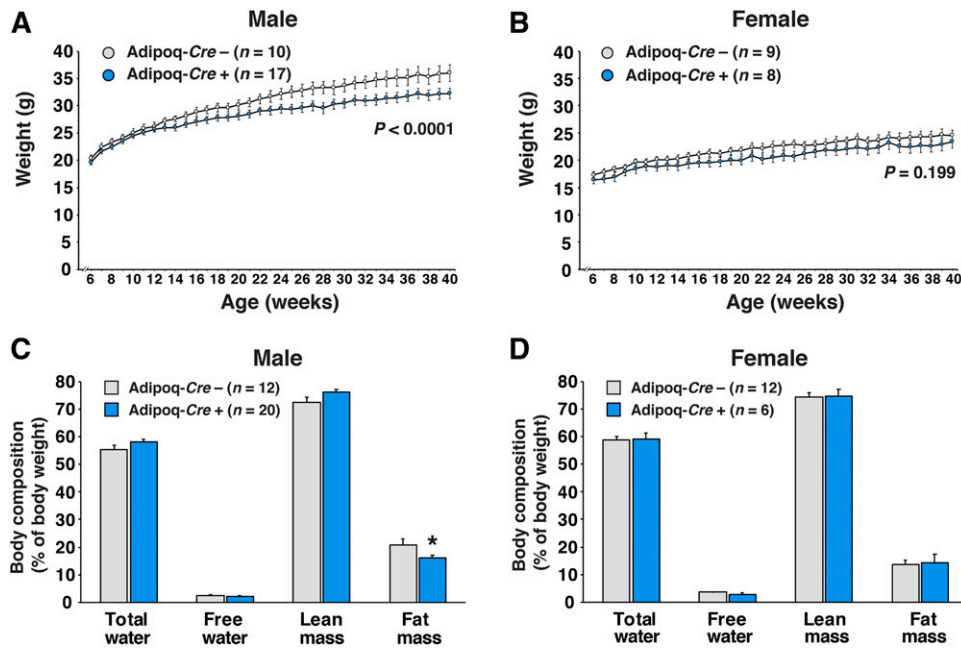 A
Male
Adipoq-Cre – (n = 10)
Adipoq-Cre + (n = 17)
Weight (g)
40
35
30
25
20
15
10
5
0
P < 0.0001
6 8 10 12 14 16 18 20 22 24 26 28 30 32 34 36 38 40
Age (weeks)
B
Female
Adipoq-Cre – (n = 9)
Adipoq-Cre + (n = 8)
Weight (g)
40
35
30
25
20
15
10
5
0
P = 0.199
6 8 10 12 14 16 18 20 22 24 26 28 30 32 34 36 38 40
Age (weeks)
C
Male
Adipoq-Cre – (n = 12)
Adipoq-Cre + (n = 20)
Body composition
(% of body weight)
80
70
60
50
40
30
20
10
0
*
Total water
Free water
Lean mass
Fat mass
D
Female
Adipoq-Cre – (n = 12)
Adipoq-Cre + (n = 6)
Body composition
(% of body weight)
80
70
60
50
40
30
20
10
0
Total water
Free water
Lean mass
Fat mass